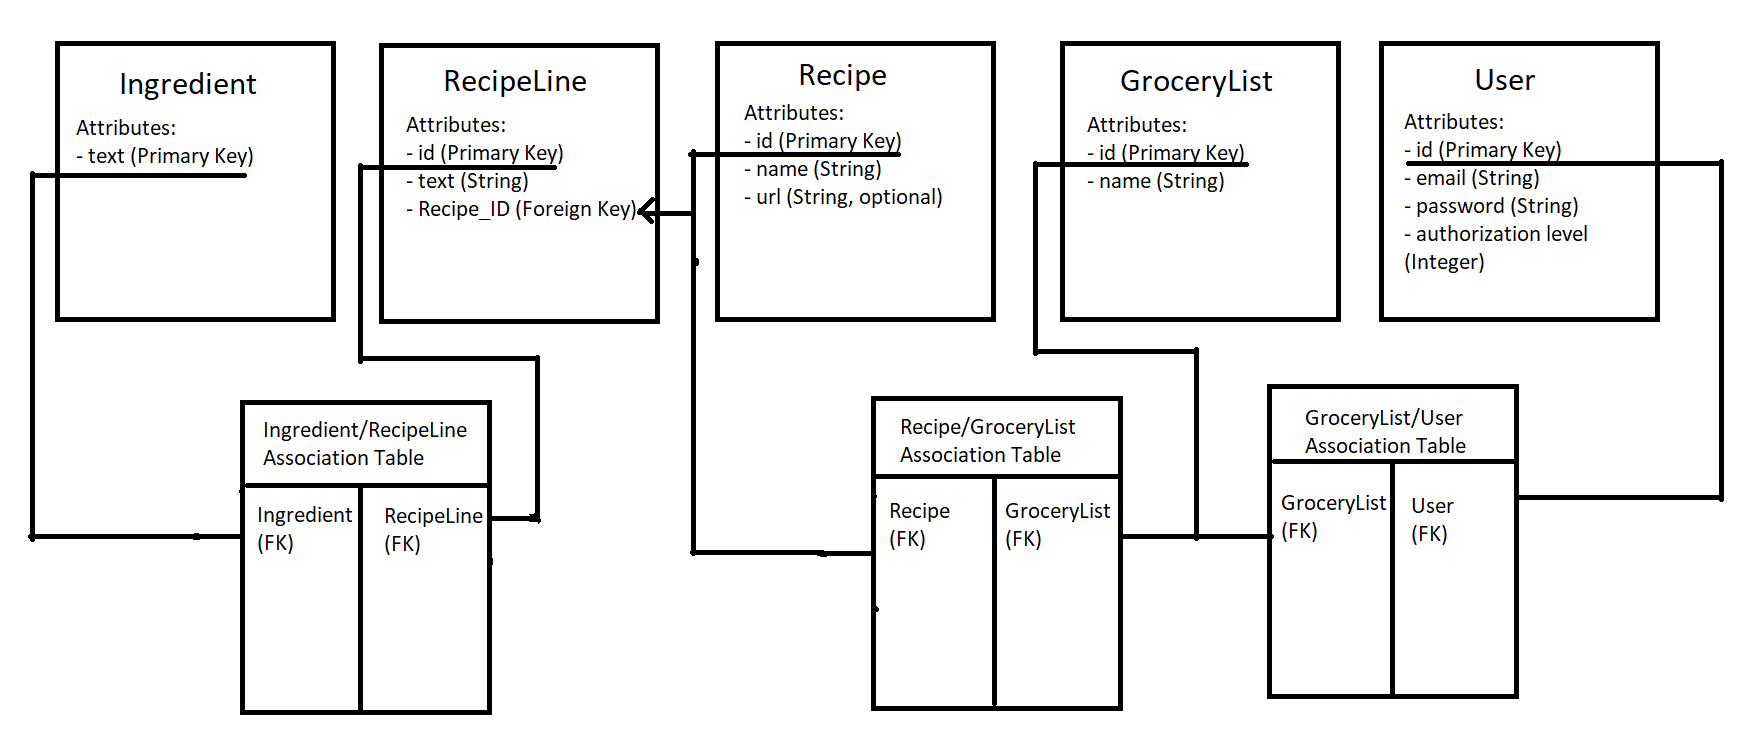 Ingredient
Attributes:
- text (Primary Key)
RecipeLine
Attributes:
- id (Primary Key)
- text (String)
- Recipe_ID (Foreign Key)
Recipe
Attributes:
- id (Primary Key)
- name (String)
- url (String, optional)
GroceryList
Attributes:
- id (Primary Key)
- name (String)
User
Attributes:
- id (Primary Key)
- email (String)
- password (String)
- authorization level
(Integer)
Ingredient/RecipeLine
Association Table
Ingredient
(FK)
RecipeLine
(FK)
Recipe/GroceryList
Association Table
Recipe
(FK)
GroceryList
(FK)
GroceryList/User
Association Table
GroceryList
(FK)
User
(FK)